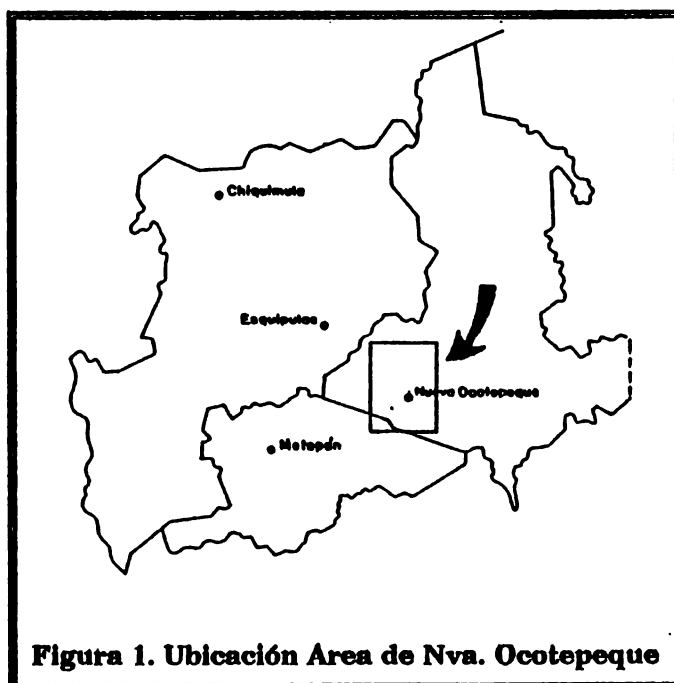 Chiquimula
Esquipulas
Nueva Ocotepeque
Metapán
Figura 1. Ubicación Area de Nva. Ocotepeque